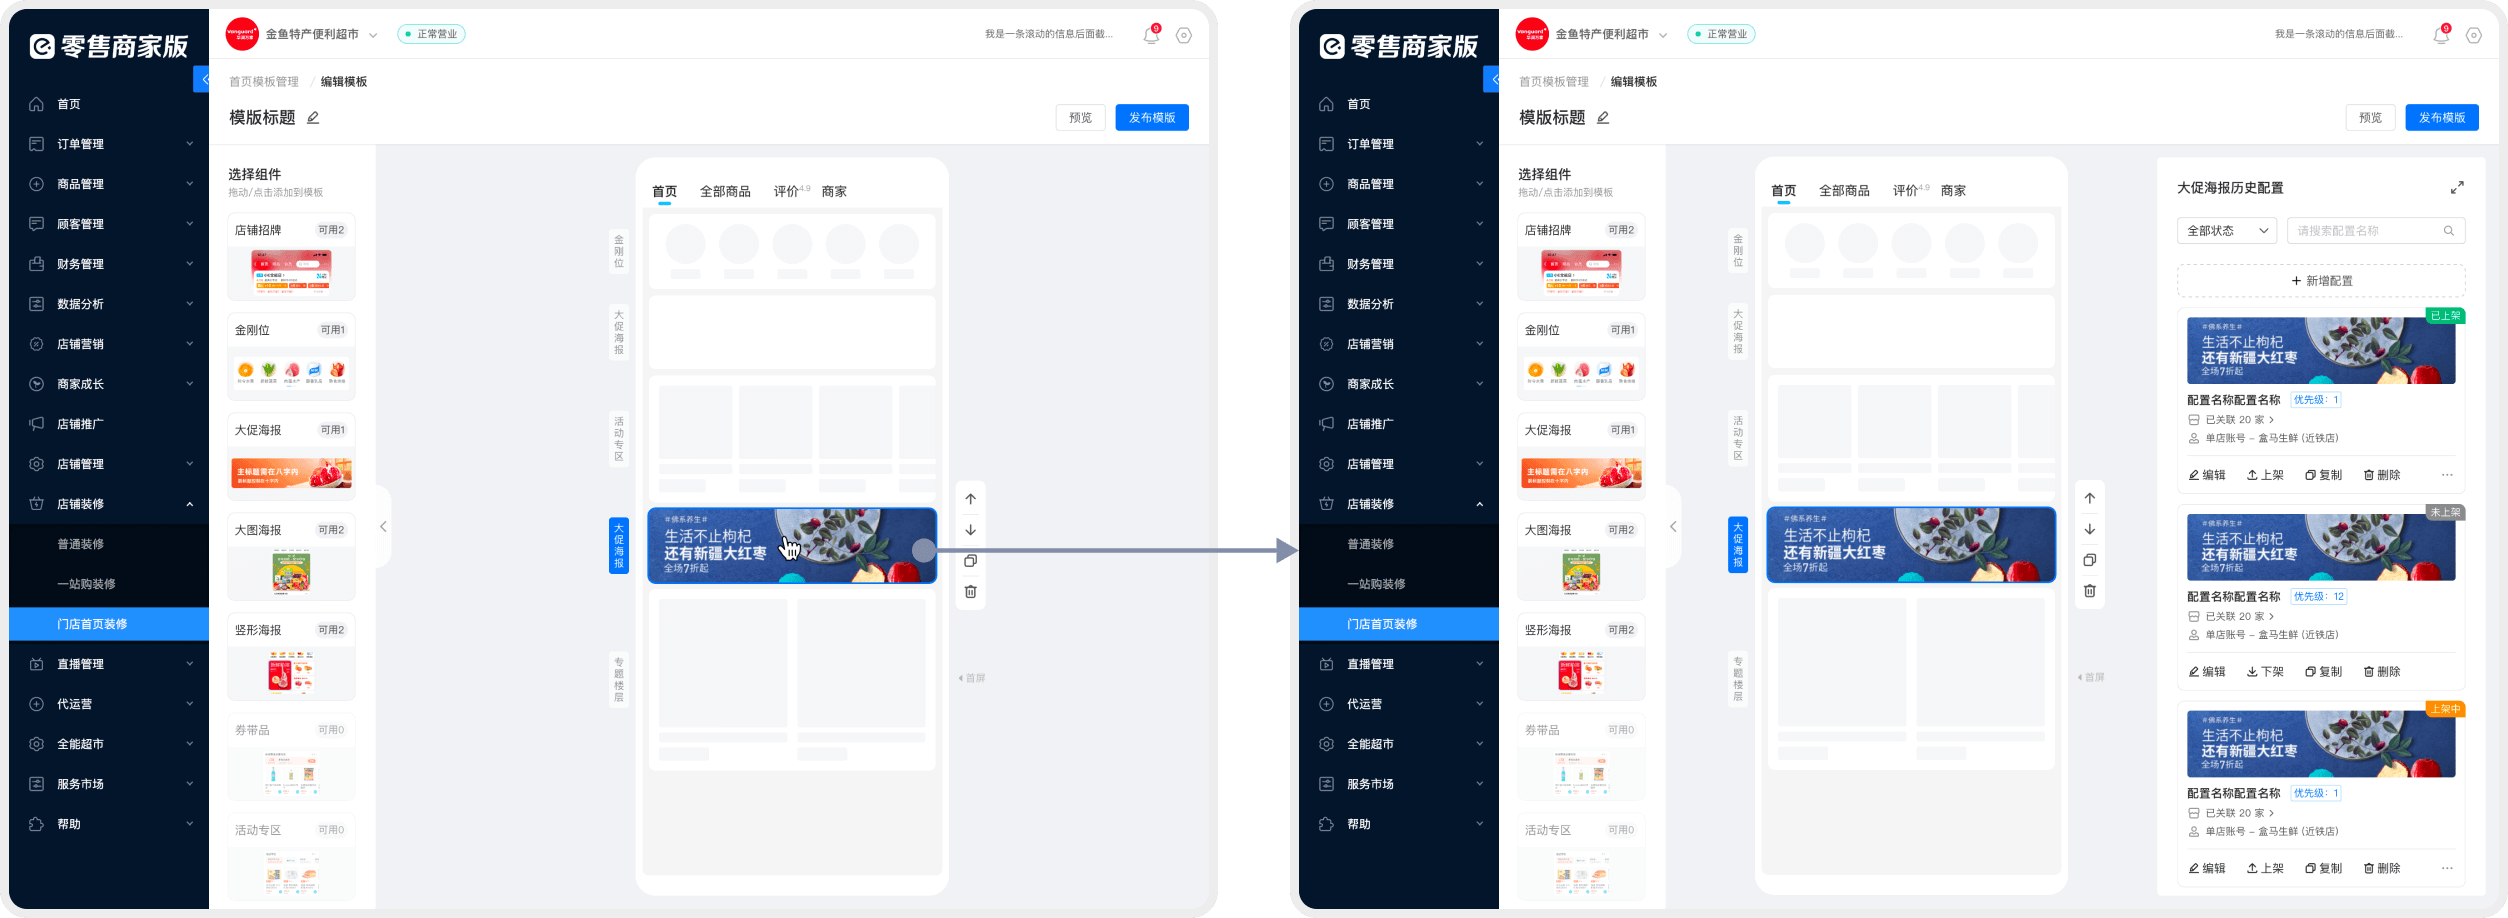 零售商家版
首页
订单管理
商品管理
顾客管理
财务管理
数据分析
店铺营销
商家成长
店铺推广
店铺管理
店铺装修
普通装修
一站购装修
门店首页装修
直播管理
代运营
全能超市
服务市场
帮助
金鱼特产便利超市
正常营业
我是一条滚动的信息后面截...
9
首页模板管理 / 编辑模板
模版标题
预览
发布模版
选择组件
拖动/点击添加到模板
店铺招牌 可用2
金刚位 可用1
大促海报 可用1
主标题需在八字内
大图海报 可用2
竖形海报 可用2
券带品 可用0
活动专区 可用0
金刚位
大促海报
活动专区
大促海报
专题楼层
首页 全部商品 评价4.9 商家
#佛系养生#
生活不止枸杞
还有新疆大红枣
全场7折起
首屏
零售商家版
首页
订单管理
商品管理
顾客管理
财务管理
数据分析
店铺营销
商家成长
店铺推广
店铺管理
店铺装修
普通装修
一站购装修
门店首页装修
直播管理
代运营
全能超市
服务市场
帮助
金鱼特产便利超市
正常营业
我是一条滚动的信息后面截...
9
首页模板管理 / 编辑模板
模版标题
预览
发布模版
选择组件
拖动/点击添加到模板
店铺招牌 可用2
金刚位 可用1
大促海报 可用1
主标题需在八字内
大图海报 可用2
竖形海报 可用2
券带品 可用0
活动专区 可用0
金刚位
大促海报
活动专区
大促海报
专题楼层
首页 全部商品 评价4.9 商家
#佛系养生#
生活不止枸杞
还有新疆大红枣
全场7折起
首屏
大促海报历史配置
全部状态
请搜索配置名称
+ 新增配置
已上架
#佛系养生#
生活不止枸杞
还有新疆大红枣
全场7折起
配置名称配置名称 优先级：1
已关联 20 家 >
单店账号 - 盒马生鲜 (近铁店)
编辑 上架 复制 删除 ...
未上架
#佛系养生#
生活不止枸杞
还有新疆大红枣
全场7折起
配置名称配置名称 优先级：12
已关联 20 家 >
单店账号 - 盒马生鲜 (近铁店)
编辑 下架 复制 删除
上架中
#佛系养生#
生活不止枸杞
还有新疆大红枣
全场7折起
配置名称配置名称 优先级：1
已关联 20 家 >
单店账号 - 盒马生鲜 (近铁店)
编辑 上架 复制 删除 ...